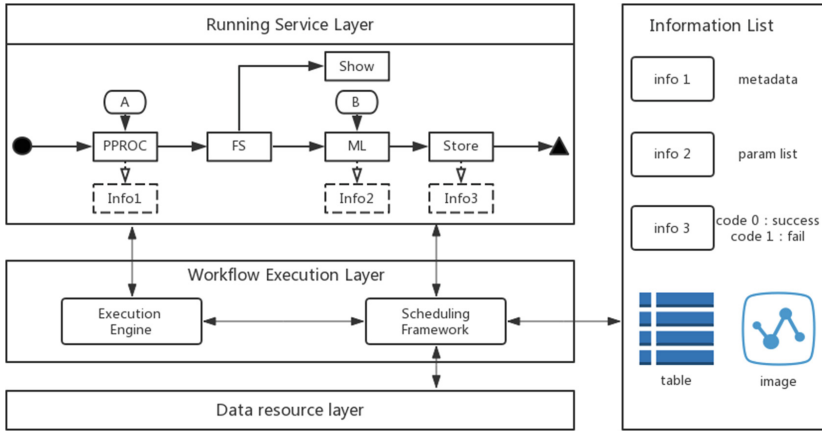 Running Service Layer
Show
A
B
PPROC
FS
ML
Store
Info1
Info2
Info3
Workflow Execution Layer
Execution
Engine
Scheduling
Framework
Data resource layer
Information List
info 1
metadata
info 2
param list
info 3
code 0 : success
code 1 : fail
table
image